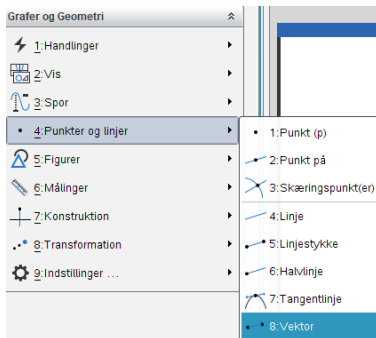 Grafer og Geometri
1:Handlinger
2:Vis
3:Spor
4:Punkter og linjer
5:Figurer
6:Målinger
7:Konstruktion
8:Transformation
9:Indstillinger ...
1:Punkt (p)
2:Punkt på
3:Skæringspunkt(er)
4:Linje
5:Linjestykke
6:Halvlinje
7:Tangentlinje
8:Vektor